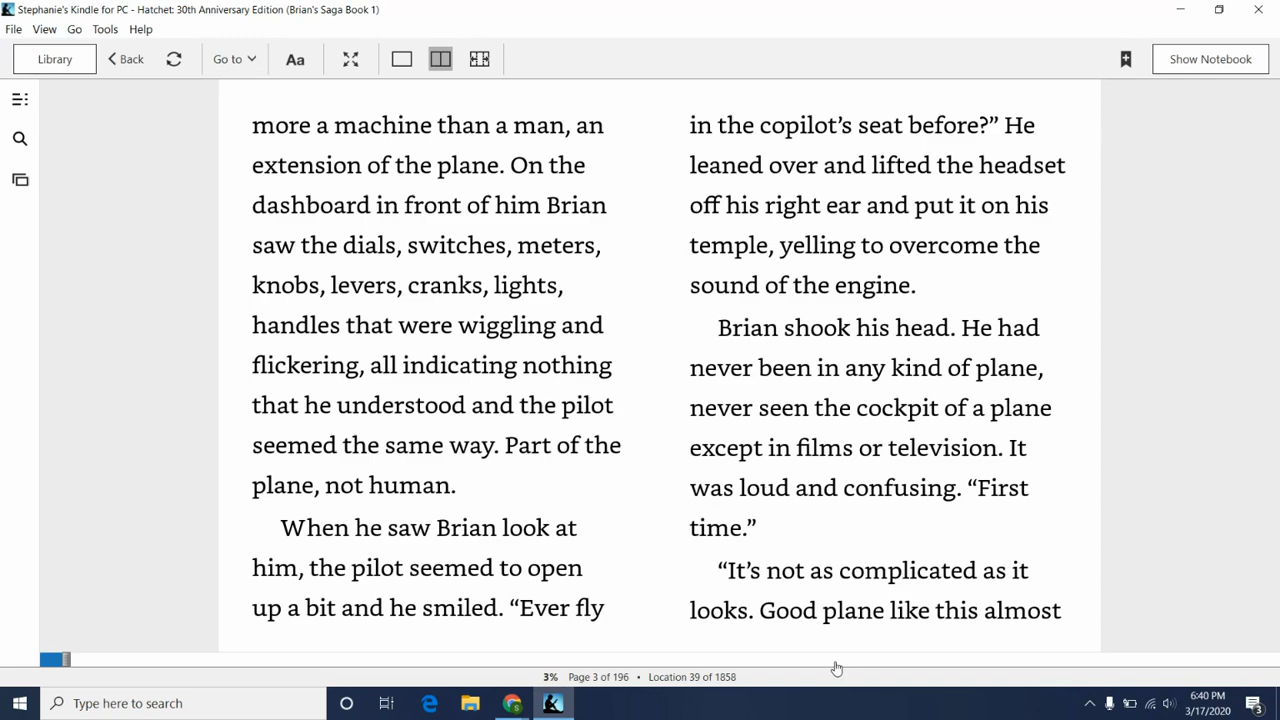 Stephanie's Kindle for PC - Hatchet: 30th Anniversary Edition (Brian's Saga Book 1)
File View Go Tools Help
Library Back Go to Aa Show Notebook
more a machine than a man, an
extension of the plane. On the
dashboard in front of him Brian
saw the dials, switches, meters,
knobs, levers, cranks, lights,
handles that were wiggling and
flickering, all indicating nothing
that he understood and the pilot
seemed the same way. Part of the
plane, not human.
When he saw Brian look at
him, the pilot seemed to open
up a bit and he smiled. “Ever fly
in the copilot’s seat before?” He
leaned over and lifted the headset
off his right ear and put it on his
temple, yelling to overcome the
sound of the engine.
Brian shook his head. He had
never been in any kind of plane,
never seen the cockpit of a plane
except in films or television. It
was loud and confusing. “First
time.”
“It’s not as complicated as it
looks. Good plane like this almost
3% Page 3 of 196 • Location 39 of 1858
Type here to search
6:40 PM
3/17/2020
3